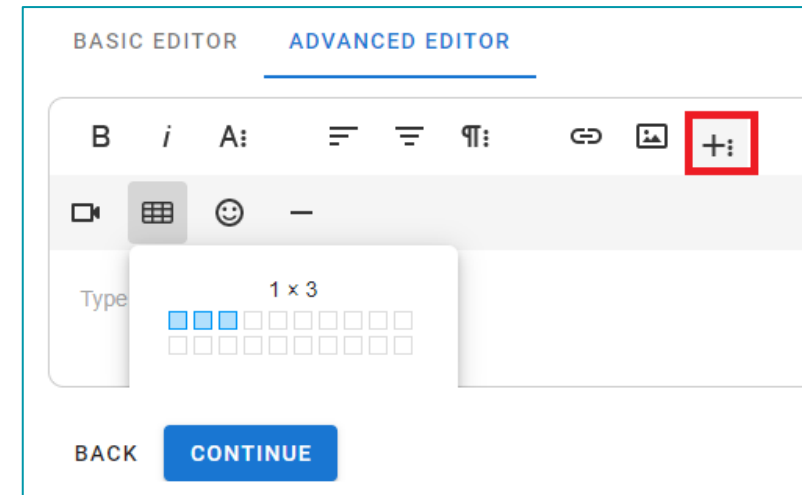 BASIC EDITOR ADVANCED EDITOR
B i A
Type
1 × 3
BACK CONTINUE